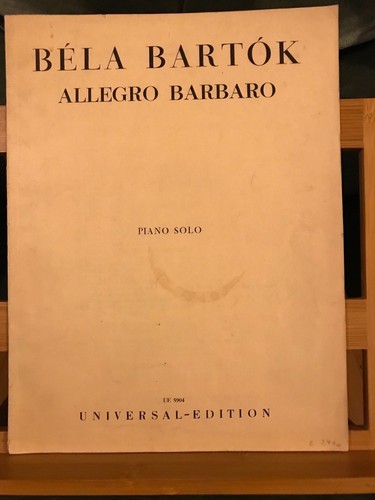 BÉLA BARTÓK
ALLEGRO BARBARO
PIANO SOLO
UE 5904
UNIVERSAL-EDITION